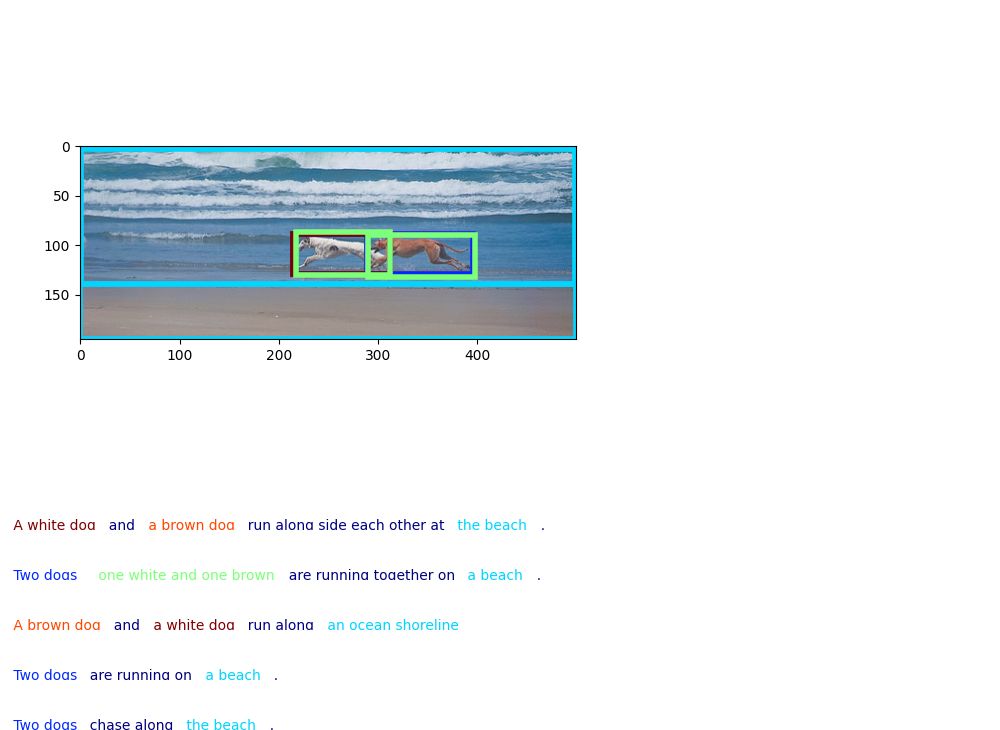 0
50
100
150
0 100 200 300 400
A white dog and a brown dog run along side each other at the beach .
Two dogs one white and one brown are running together on a beach .
A brown dog and a white dog run along an ocean shoreline
Two dogs are running on a beach .
Two dogs chase along the beach .